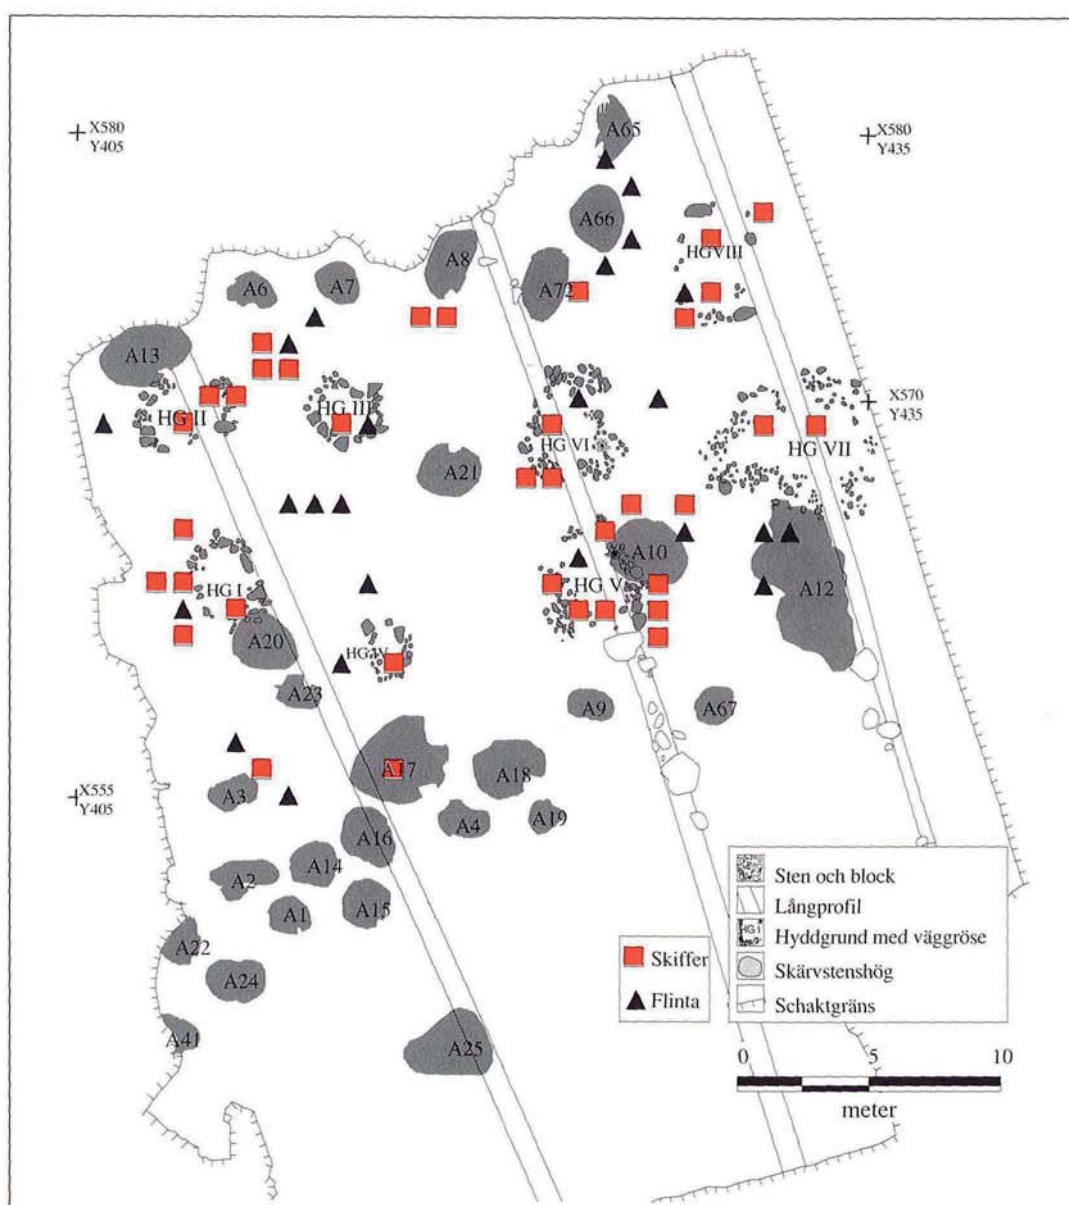 X580
Y405
A65
X580
Y435
A66
HGVIII
A8
A72
A6
A7
A13
X570
Y435
HG II
HG III
HG VI
HG VII
A21
A10
HG I
HG V
A12
A20
HG IV
A23
A9
A67
A17
A18
X555
Y405
A3
A4
A19
A16
A14
A2
A15
A1
A22
A24
A41
A25
Sten och block
Långprofil
HG I
Hyddgrund med väggröse
Skärvstenshög
Schaktgräns
Skiffer
Flinta
0
5
10
meter